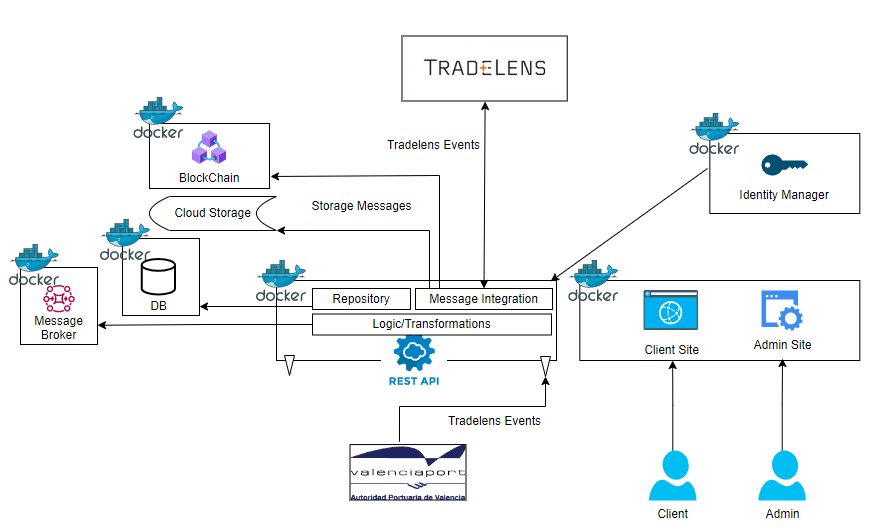 TRADELENS
docker
Tradelens Events
docker
BlockChain
Identity Manager
Cloud Storage
Storage Messages
docker
docker
DB
Message
Broker
docker
Repository
Message Integration
Logic/Transformations
REST API
docker
Client Site
Admin Site
Tradelens Events
valenciaport
Autoridad Portuaria de Valencia
Client
Admin